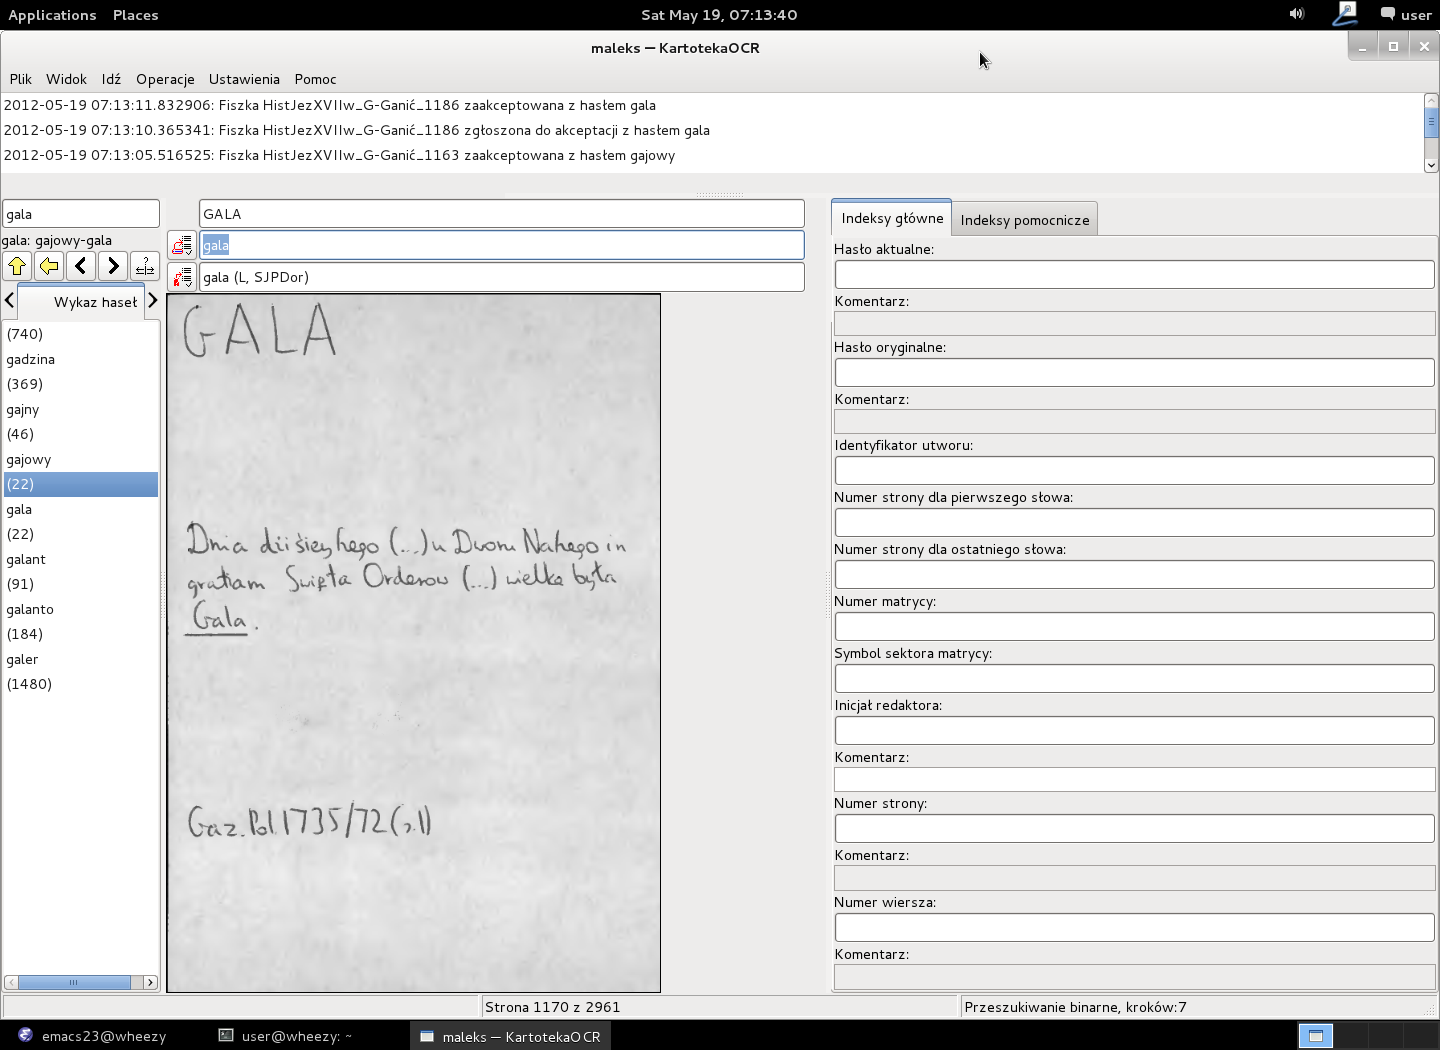 Applications Places Sat May 19, 07:13:40 user
maleks — KartotekaOCR
Plik Widok Idź Operacje Ustawienia Pomoc
2012-05-19 07:13:11.832906: Fiszka HistJezXVIIw_G-Ganić_1186 zaakceptowana z hasłem gala
2012-05-19 07:13:10.365341: Fiszka HistJezXVIIw_G-Ganić_1186 zgłoszona do akceptacji z hasłem gala
2012-05-19 07:13:05.516525: Fiszka HistJezXVIIw_G-Ganić_1163 zaakceptowana z hasłem gajowy
gala
gala: gajowy-gala
Wykaz haseł
(740)
gadzina
(369)
gajny
(46)
gajowy
(22)
gala
(22)
galant
(91)
galanto
(184)
galer
(1480)
GALA
gala
gala (L, SJPDor)
GALA
Dnia (...) u Dworu Naszego in
gratiam Święta Orderow (...) wielka była
Gala.
Gaz. Pol. 1735/72 (s.1)
Indeksy główne Indeksy pomocnicze
Hasło aktualne:
Komentarz:
Hasło oryginalne:
Komentarz:
Identyfikator utworu:
Numer strony dla pierwszego słowa:
Numer strony dla ostatniego słowa:
Numer matrycy:
Symbol sektora matrycy:
Inicjał redaktora:
Komentarz:
Numer strony:
Komentarz:
Numer wiersza:
Komentarz:
Strona 1170 z 2961 Przeszukiwanie binarne, kroków:7
emacs23@wheezy user@wheezy: ~ maleks — KartotekaOCR